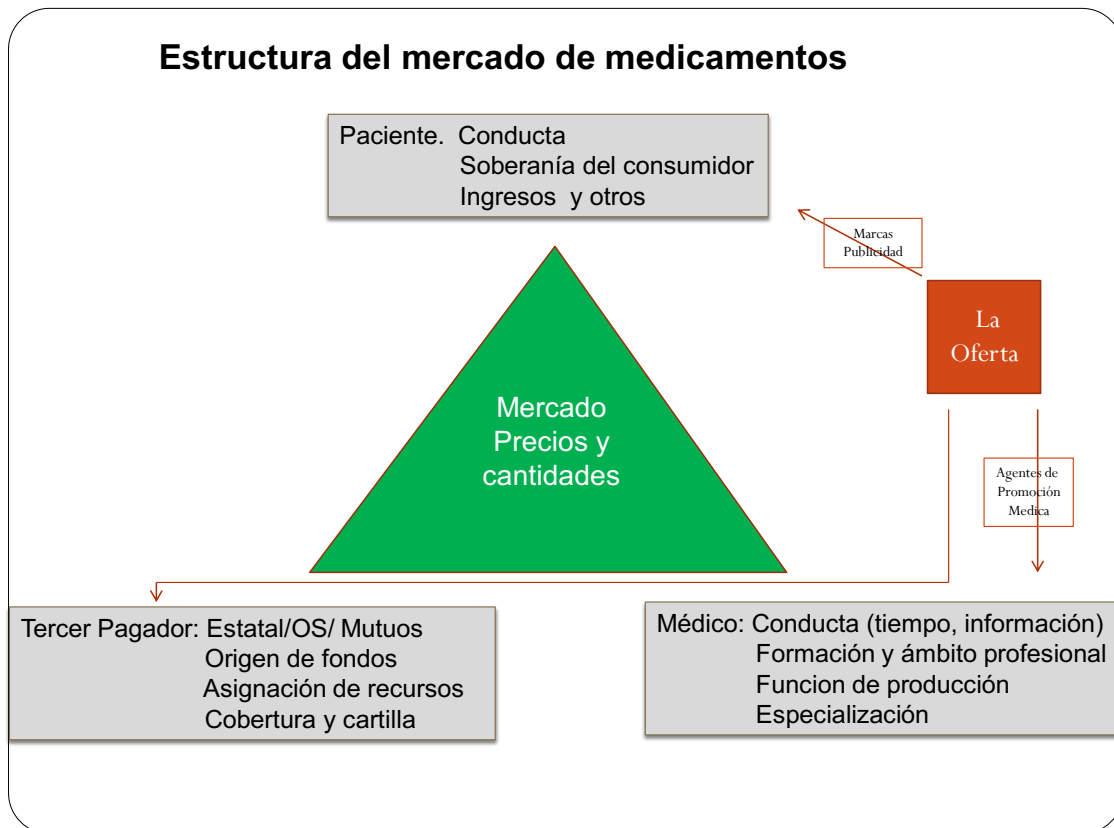 Estructura del mercado de medicamentos
Paciente. Conducta
Soberanía del consumidor
Ingresos y otros
Marcas
Publicidad
La
Oferta
Mercado
Precios y
cantidades
Agentes de
Promoción
Medica
Tercer Pagador: Estatal/OS/ Mutuos
Origen de fondos
Asignación de recursos
Cobertura y cartilla
Médico: Conducta (tiempo, información)
Formación y ámbito profesional
Funcion de producción
Especialización